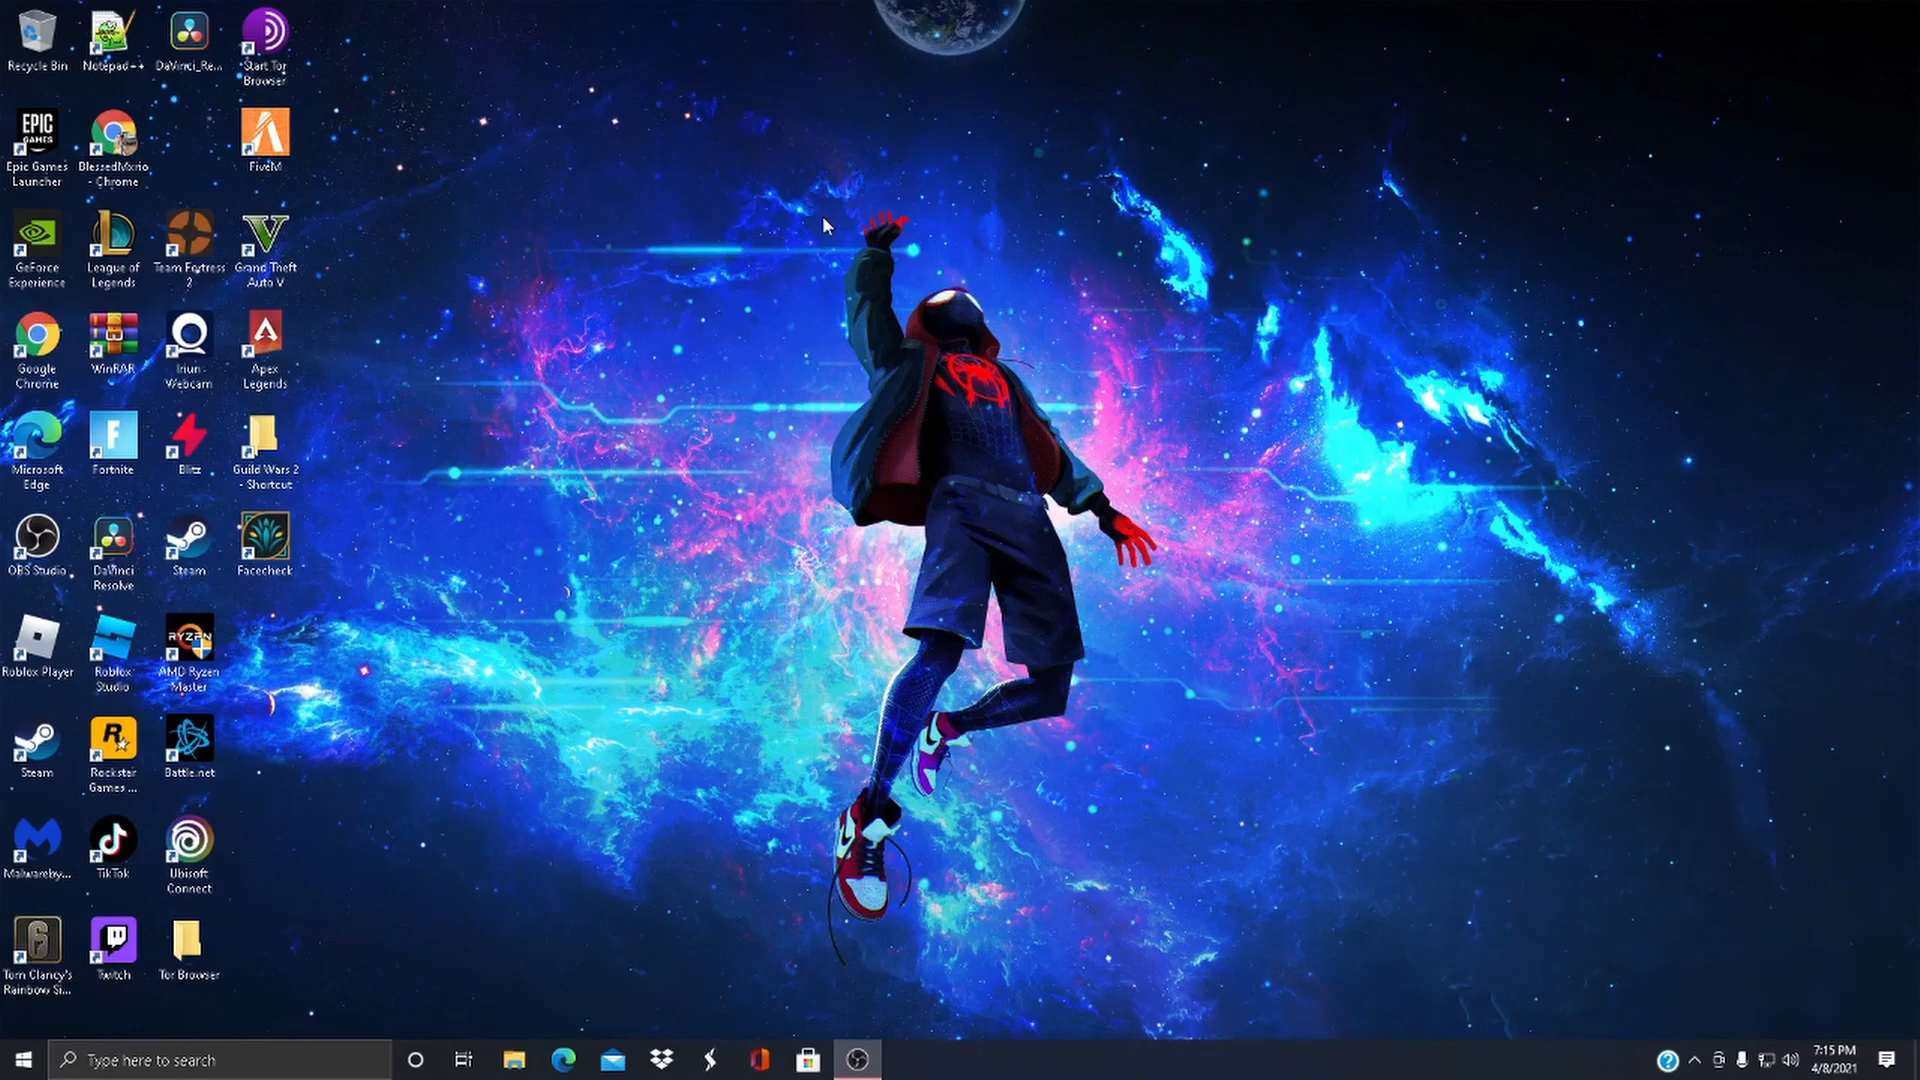 Recycle Bin
Notepad++
DaVinci_Re...
Start Tor
Browser
EPIC
GAMES
Epic Games
Launcher
BlessedMxrio
- Chrome
FiveM
GeForce
Experience
League of
Legends
Team Fortress
2
Grand Theft
Auto V
Google
Chrome
WinRAR
Iriun
Webcam
Apex
Legends
Microsoft
Edge
F
Fortnite
Blitz
Guild Wars 2
- Shortcut
OBS Studio
DaVinci
Resolve
Steam
Facecheck
Roblox Player
Roblox
Studio
RYZEN
AMD Ryzen
Master
Steam
R
Rockstar
Games ...
Battle.net
Malwareby...
TikTok
Ubisoft
Connect
6
Tom Clancy's
Rainbow Si...
Twitch
Tor Browser
Type here to search
7:15 PM
4/8/2021